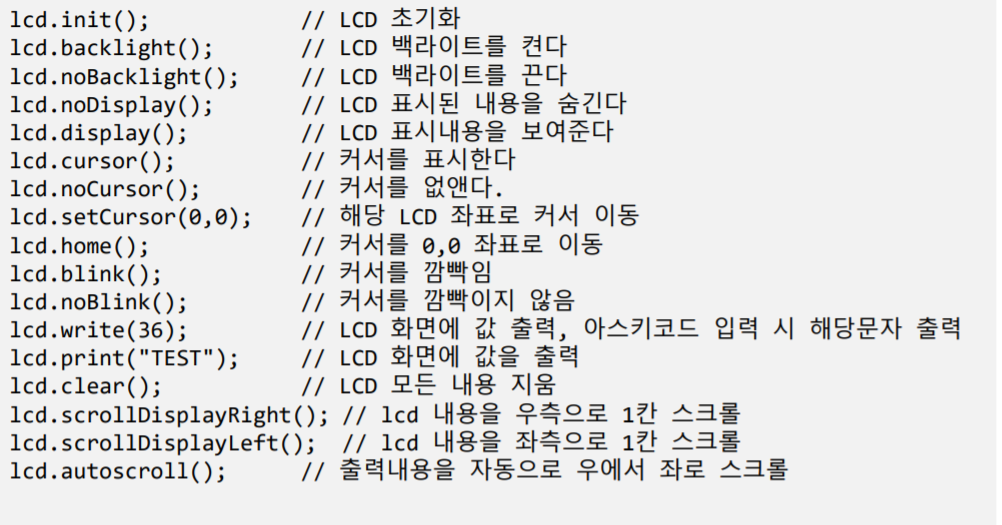 lcd.init();            // LCD 초기화
lcd.backlight();       // LCD 백라이트를 켠다
lcd.noBacklight();     // LCD 백라이트를 끈다
lcd.noDisplay();       // LCD 표시된 내용을 숨긴다
lcd.display();         // LCD 표시내용을 보여준다
lcd.cursor();          // 커서를 표시한다
lcd.noCursor();        // 커서를 없앤다.
lcd.setCursor(0,0);    // 해당 LCD 좌표로 커서 이동
lcd.home();            // 커서를 0,0 좌표로 이동
lcd.blink();           // 커서를 깜빡임
lcd.noBlink();         // 커서를 깜빡이지 않음
lcd.write(36);         // LCD 화면에 값 출력, 아스키코드 입력 시 해당문자 출력
lcd.print("TEST");     // LCD 화면에 값을 출력
lcd.clear();           // LCD 모든 내용 지움
lcd.scrollDisplayRight(); // lcd 내용을 우측으로 1칸 스크롤
lcd.scrollDisplayLeft();  // lcd 내용을 좌측으로 1칸 스크롤
lcd.autoscroll();      // 출력내용을 자동으로 우에서 좌로 스크롤